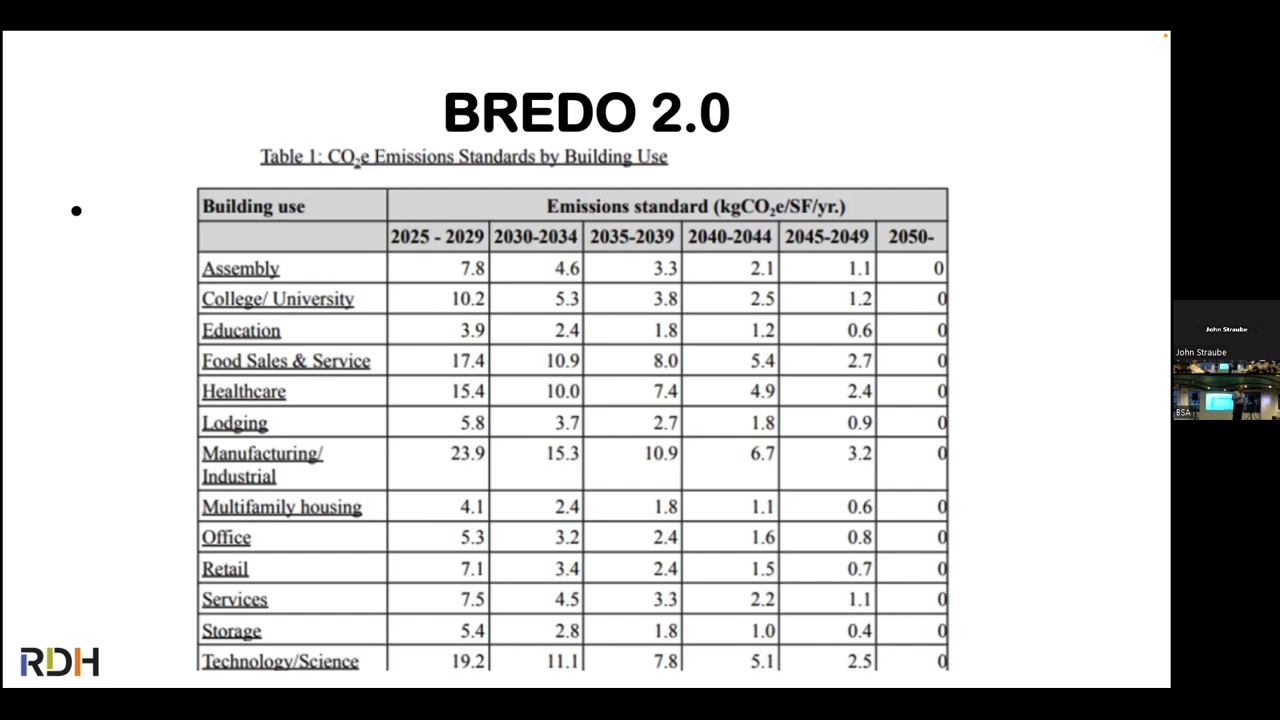 BREDO 2.0
Table 1: CO2e Emissions Standards by Building Use
Building use Emissions standard (kgCO2e/SF/yr.)
2025 - 2029 2030-2034 2035-2039 2040-2044 2045-2049 2050-
Assembly 7.8 4.6 3.3 2.1 1.1 0
College/ University 10.2 5.3 3.8 2.5 1.2 0
Education 3.9 2.4 1.8 1.2 0.6 0
Food Sales & Service 17.4 10.9 8.0 5.4 2.7 0
Healthcare 15.4 10.0 7.4 4.9 2.4 0
Lodging 5.8 3.7 2.7 1.8 0.9 0
Manufacturing/ 23.9 15.3 10.9 6.7 3.2 0
Industrial
Multifamily housing 4.1 2.4 1.8 1.1 0.6 0
Office 5.3 3.2 2.4 1.6 0.8 0
Retail 7.1 3.4 2.4 1.5 0.7 0
Services 7.5 4.5 3.3 2.2 1.1 0
Storage 5.4 2.8 1.8 1.0 0.4 0
Technology/Science 19.2 11.1 7.8 5.1 2.5 0
RDH
John Straube
John Straube
BSA